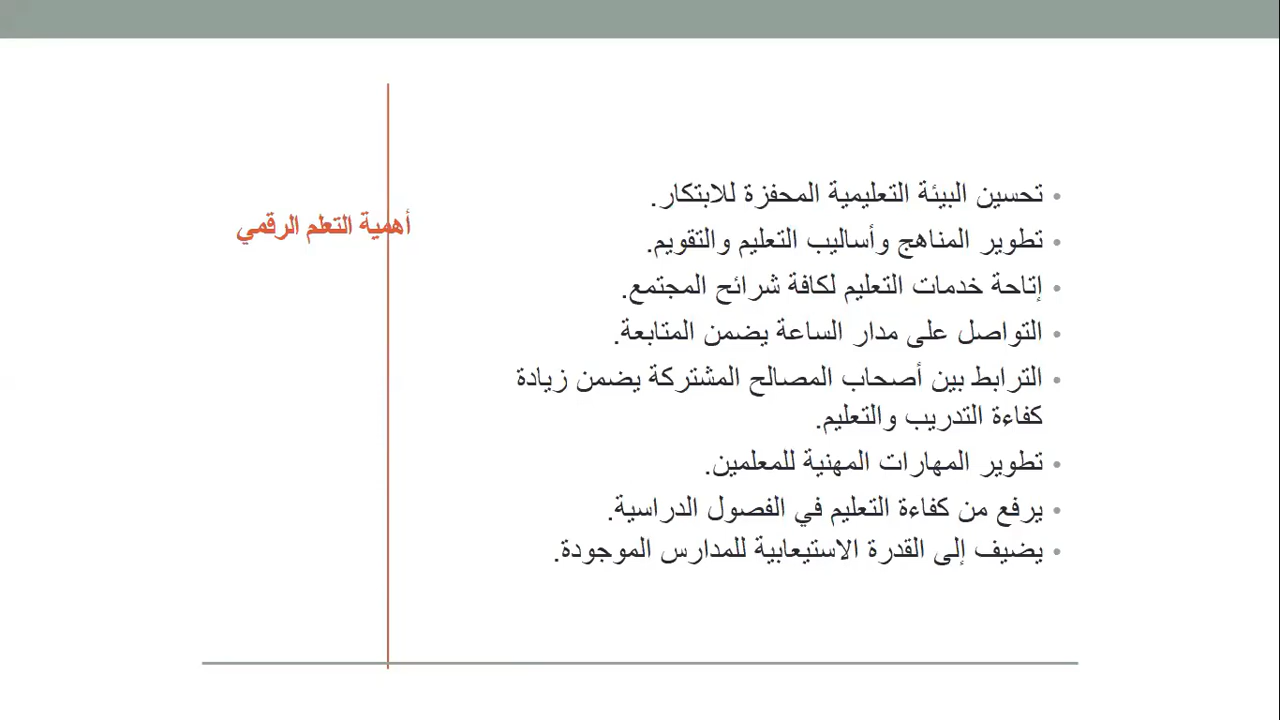 أهمية التعلم الرقمي
• تحسين البيئة التعليمية المحفزة للابتكار.
• تطوير المناهج وأساليب التعليم والتقويم.
• إتاحة خدمات التعليم لكافة شرائح المجتمع.
• التواصل على مدار الساعة يضمن المتابعة.
• الترابط بين أصحاب المصالح المشتركة يضمن زيادة
كفاءة التدريب والتعليم.
• تطوير المهارات المهنية للمعلمين.
• يرفع من كفاءة التعليم في الفصول الدراسية.
• يضيف إلى القدرة الاستيعابية للمدارس الموجودة.